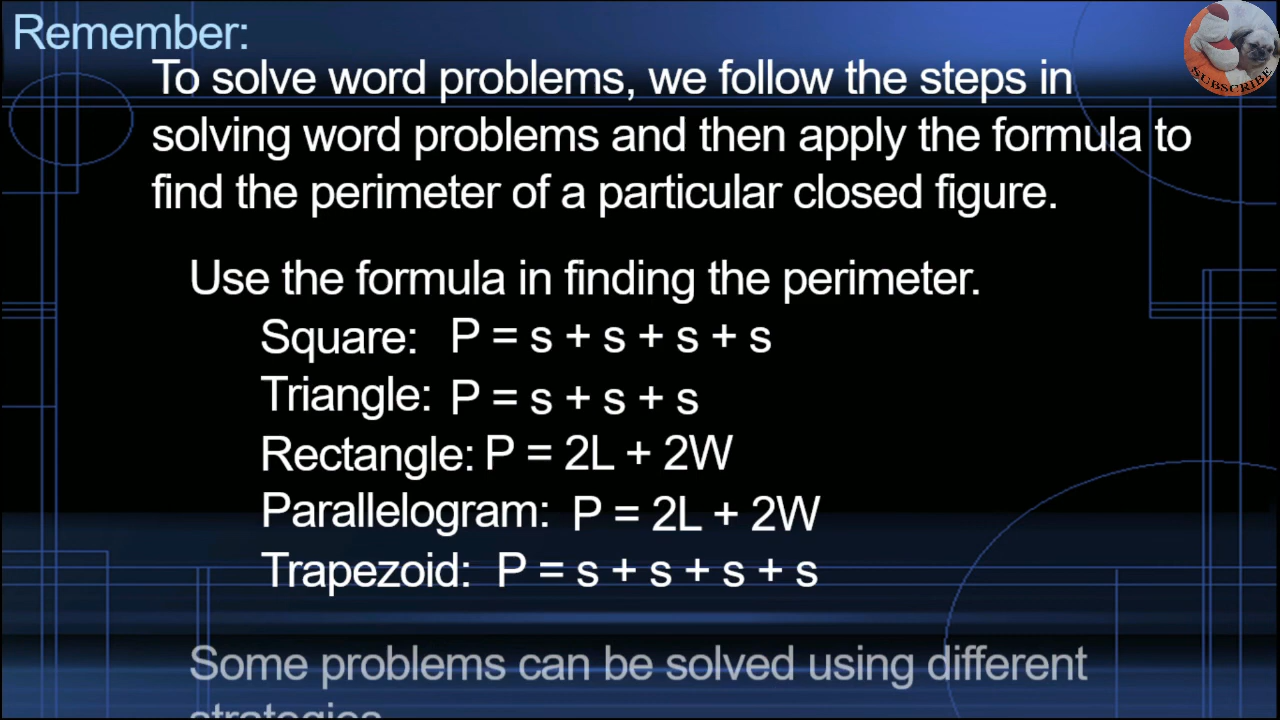 Remember:
To solve word problems, we follow the steps in
solving word problems and then apply the formula to
find the perimeter of a particular closed figure.
Use the formula in finding the perimeter.
Square: P = s + s + s + s
Triangle: P = s + s + s
Rectangle: P = 2L + 2W
Parallelogram: P = 2L + 2W
Trapezoid: P = s + s + s + s
Some problems can be solved using different
strategies
SUBSCRIBE